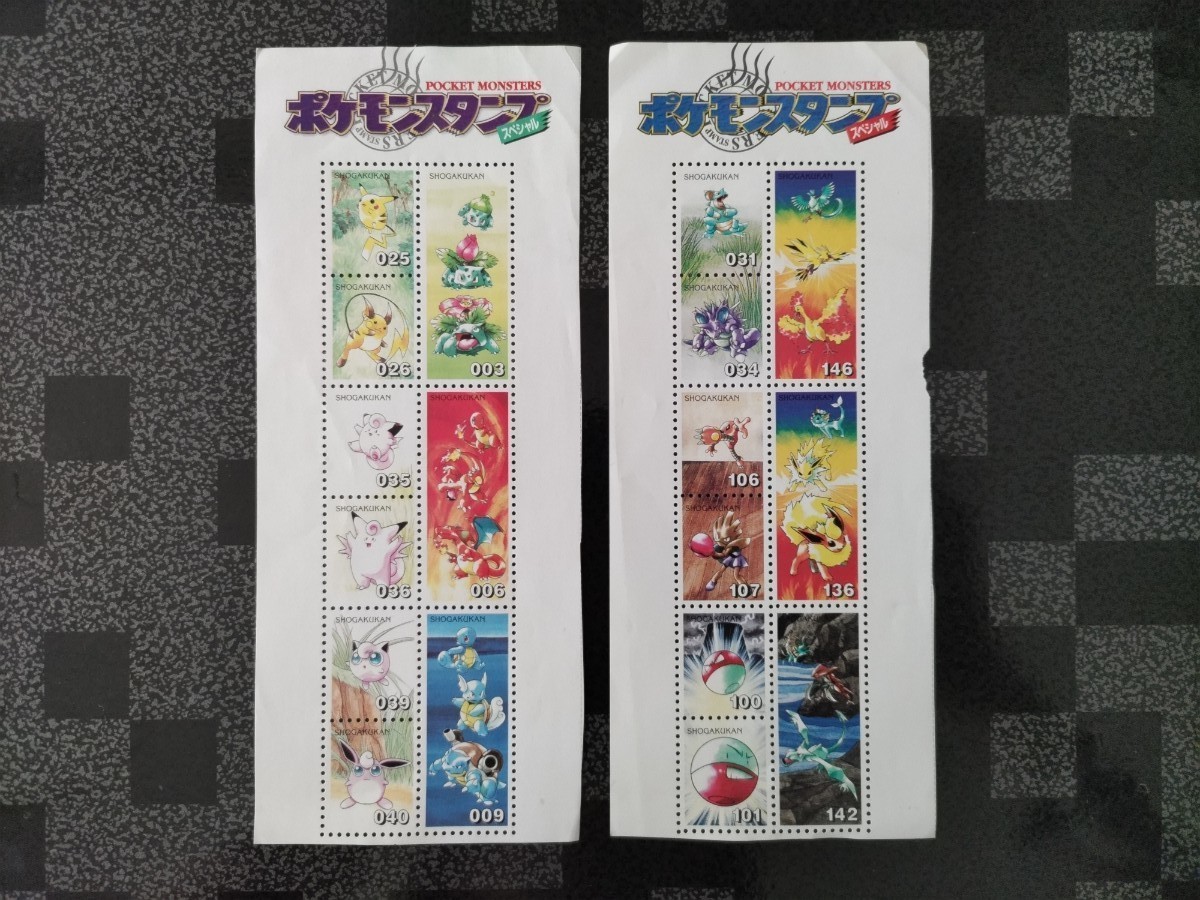 POCKET MONSTERS
ポケモンスタンプ
スペシャル
SHOGAKUKAN
025
SHOGAKUKAN
026
SHOGAKUKAN
003
SHOGAKUKAN
035
SHOGAKUKAN
036
SHOGAKUKAN
006
SHOGAKUKAN
039
SHOGAKUKAN
040
SHOGAKUKAN
009
POCKET MONSTERS
ポケモンスタンプ
スペシャル
SHOGAKUKAN
031
SHOGAKUKAN
034
SHOGAKUKAN
146
SHOGAKUKAN
106
SHOGAKUKAN
107
SHOGAKUKAN
136
SHOGAKUKAN
100
SHOGAKUKAN
101
142